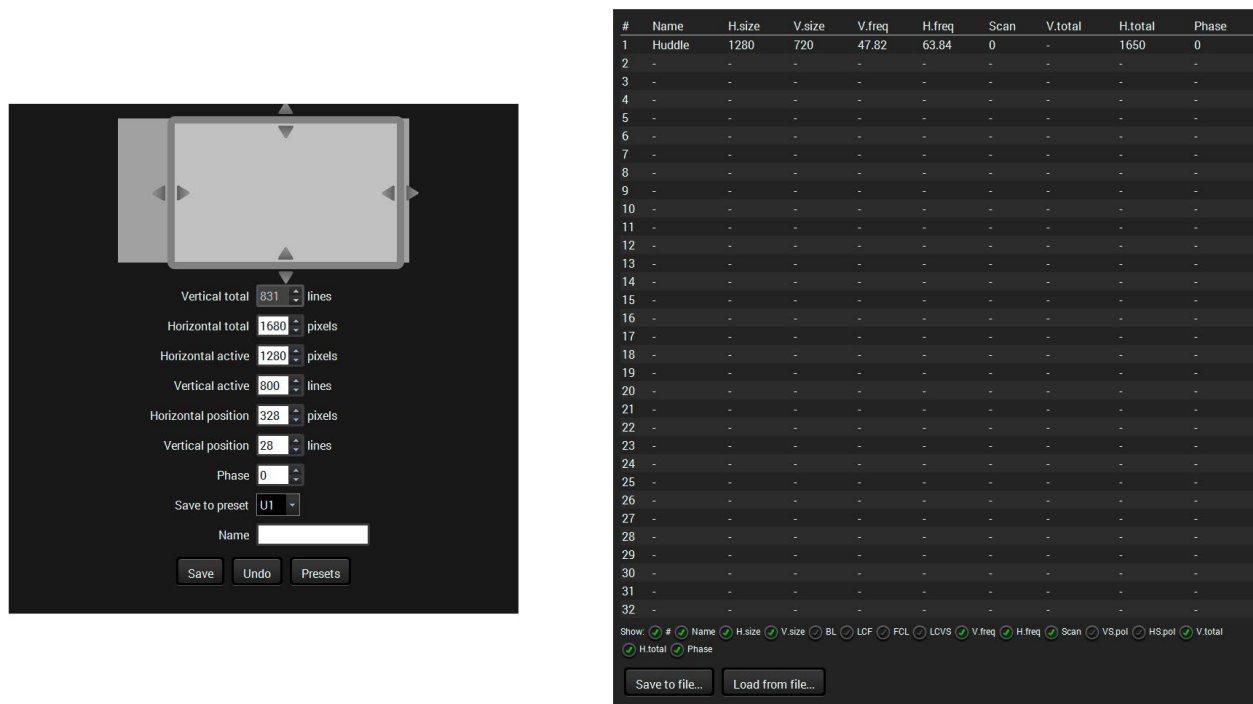 Vertical total 831 lines
Horizontal total 1680 pixels
Horizontal active 1280 pixels
Vertical active 800 lines
Horizontal position 328 pixels
Vertical position 28 lines
Phase 0
Save to preset U1
Name
Save Undo Presets
# Name H.size V.size V.freq H.freq Scan V.total H.total Phase
1 Huddle 1280 720 47.82 63.84 0 - 1650 0
2 - - - - - - - - -
3 - - - - - - - - -
4 - - - - - - - - -
5 - - - - - - - - -
6 - - - - - - - - -
7 - - - - - - - - -
8 - - - - - - - - -
9 - - - - - - - - -
10 - - - - - - - - -
11 - - - - - - - - -
12 - - - - - - - - -
13 - - - - - - - - -
14 - - - - - - - - -
15 - - - - - - - - -
16 - - - - - - - - -
17 - - - - - - - - -
18 - - - - - - - - -
19 - - - - - - - - -
20 - - - - - - - - -
21 - - - - - - - - -
22 - - - - - - - - -
23 - - - - - - - - -
24 - - - - - - - - -
25 - - - - - - - - -
26 - - - - - - - - -
27 - - - - - - - - -
28 - - - - - - - - -
29 - - - - - - - - -
30 - - - - - - - - -
31 - - - - - - - - -
32 - - - - - - - - -
Show: # Name H.size V.size BL LCF FCL LCVS V.freq H.freq Scan VS.pol HS.pol V.total
H.total Phase
Save to file... Load from file...